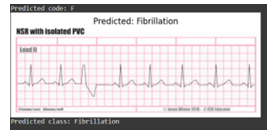 Predicted code: F
Predicted: Fibrillation
NSR with isolated PVC
Lead II
Predicted class: Fibrillation